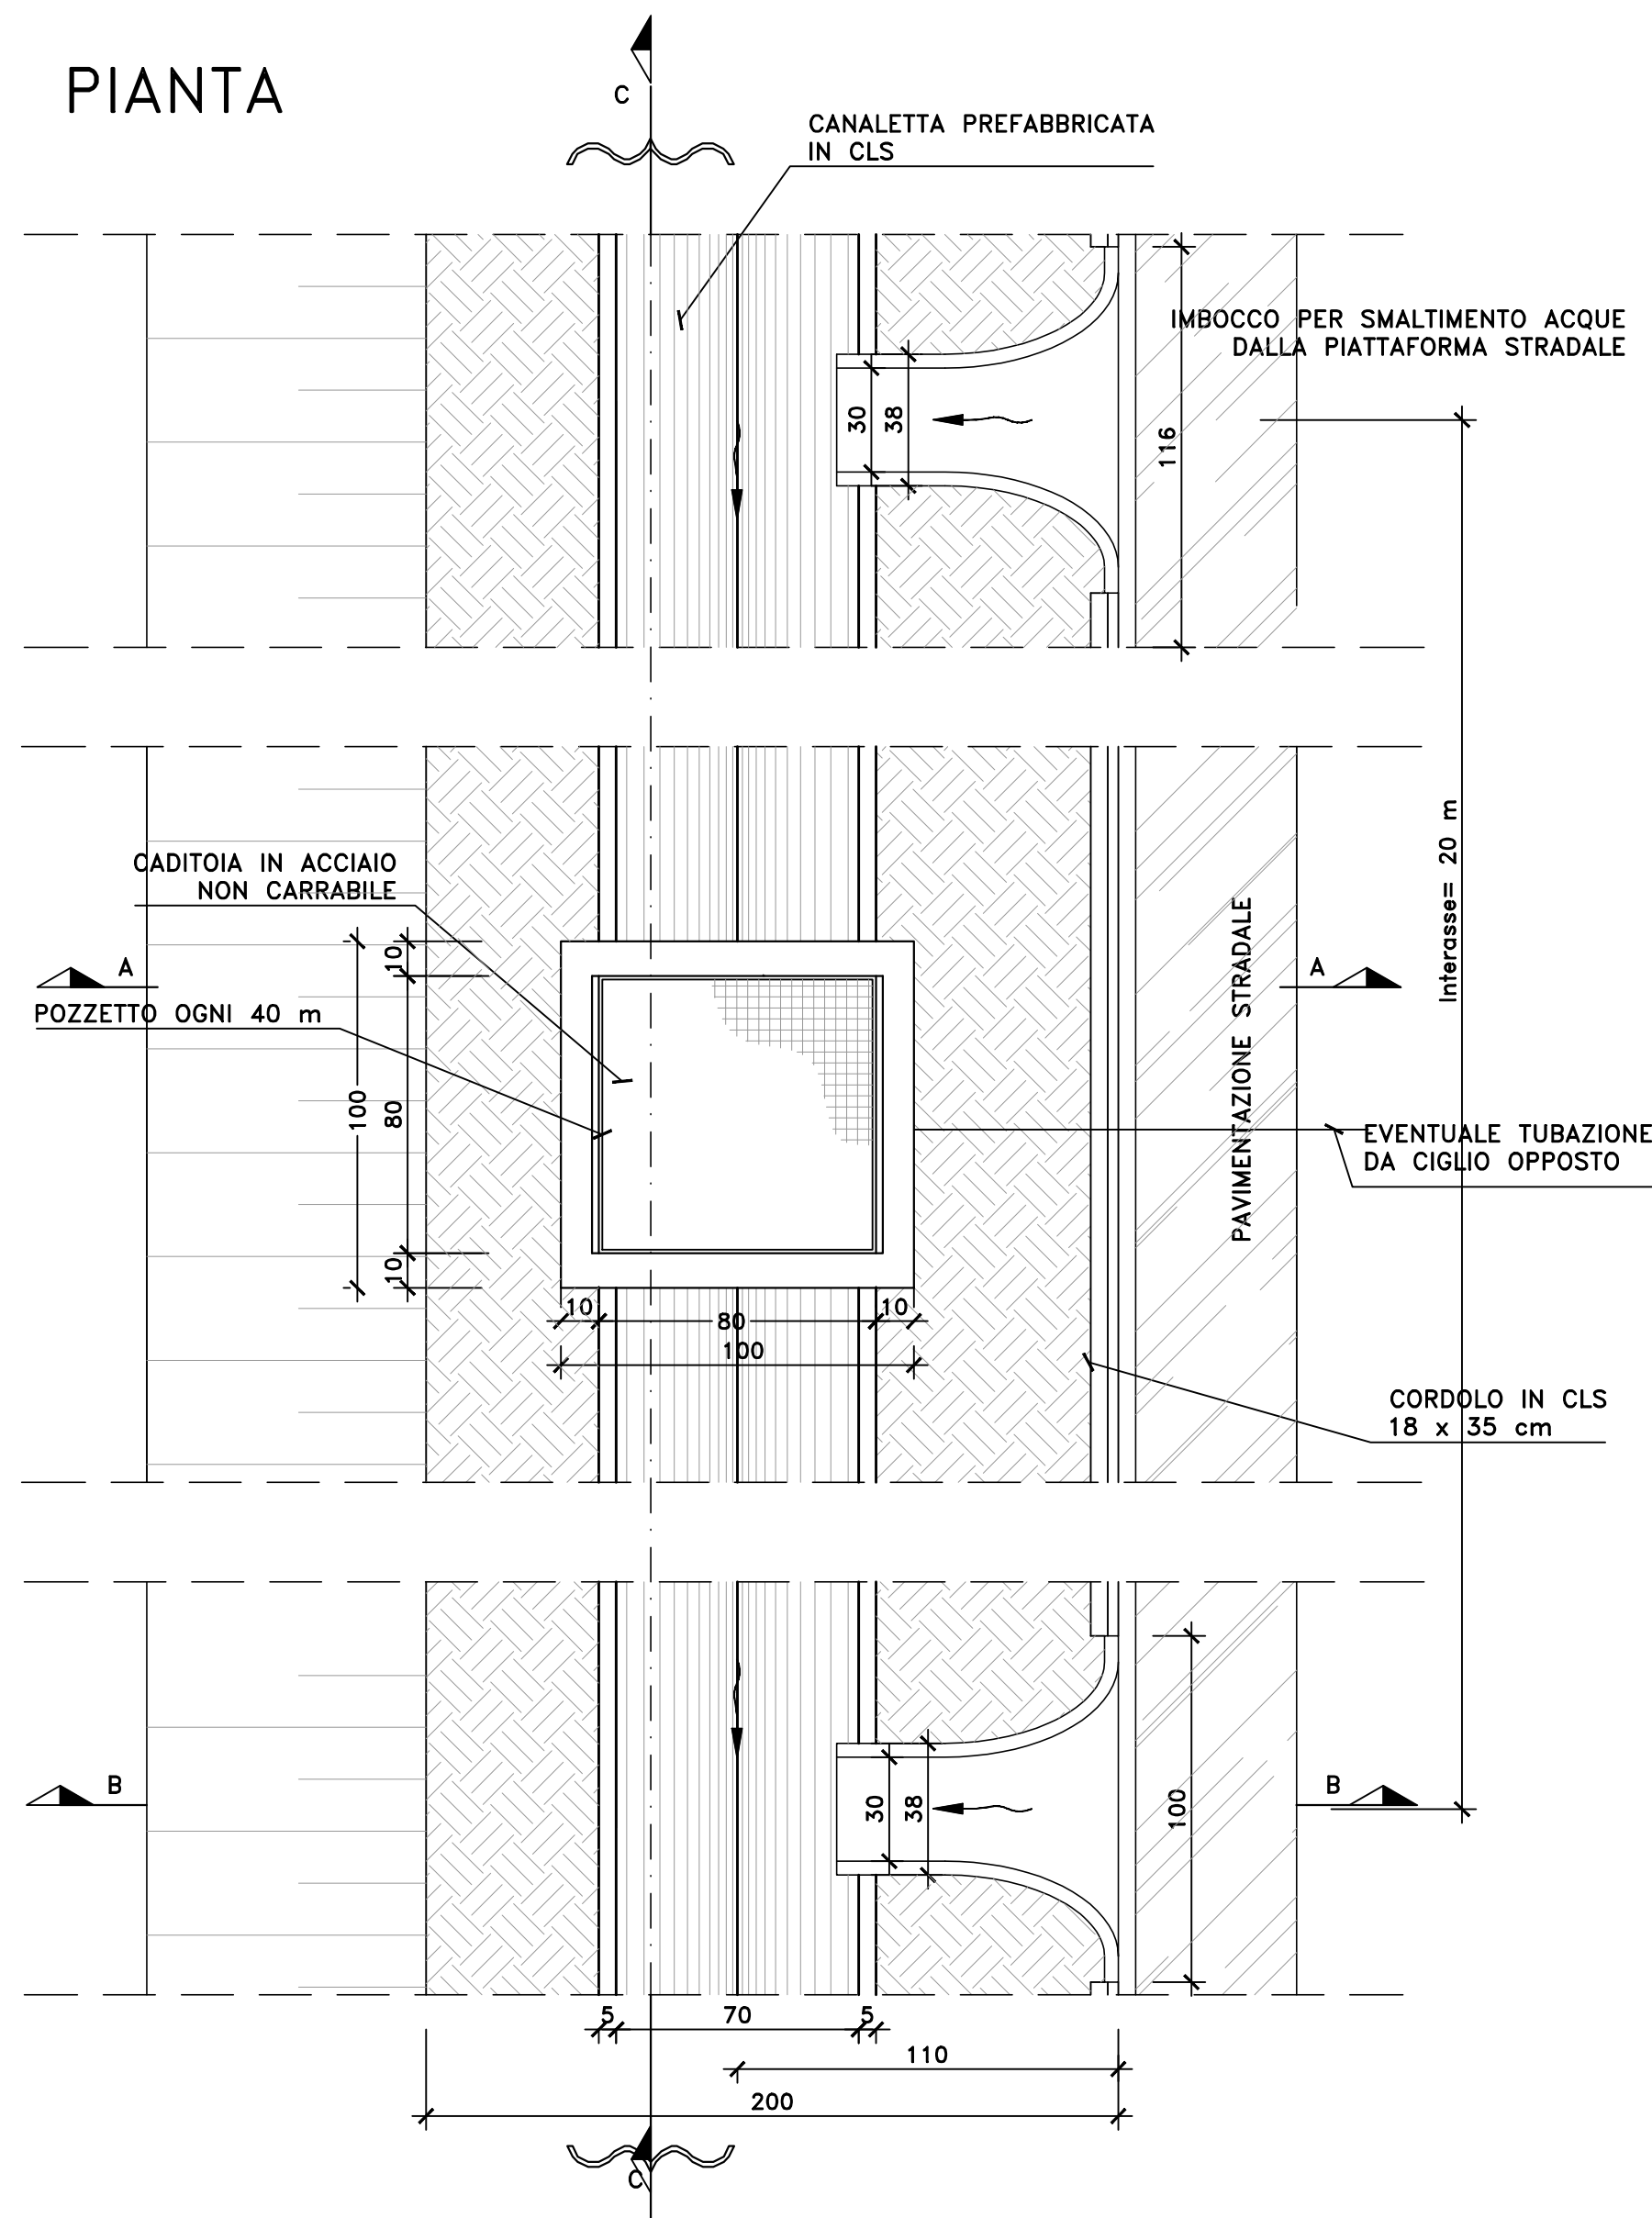 PIANTA
C
CANALETTA PREFABBRICATA
IN CLS
IMBOCCO PER SMALTIMENTO ACQUE
DALLA PIATTAFORMA STRADALE
30
38
116
Interasse= 20 m
CADITOIA IN ACCIAIO
NON CARRABILE
A
A
POZZETTO OGNI 40 m
10
80
10
100
PAVIMENTAZIONE STRADALE
EVENTUALE TUBAZIONE
DA CIGLIO OPPOSTO
10
80
10
100
CORDOLO IN CLS
18 x 35 cm
B
B
30
38
100
5
70
5
110
200
C